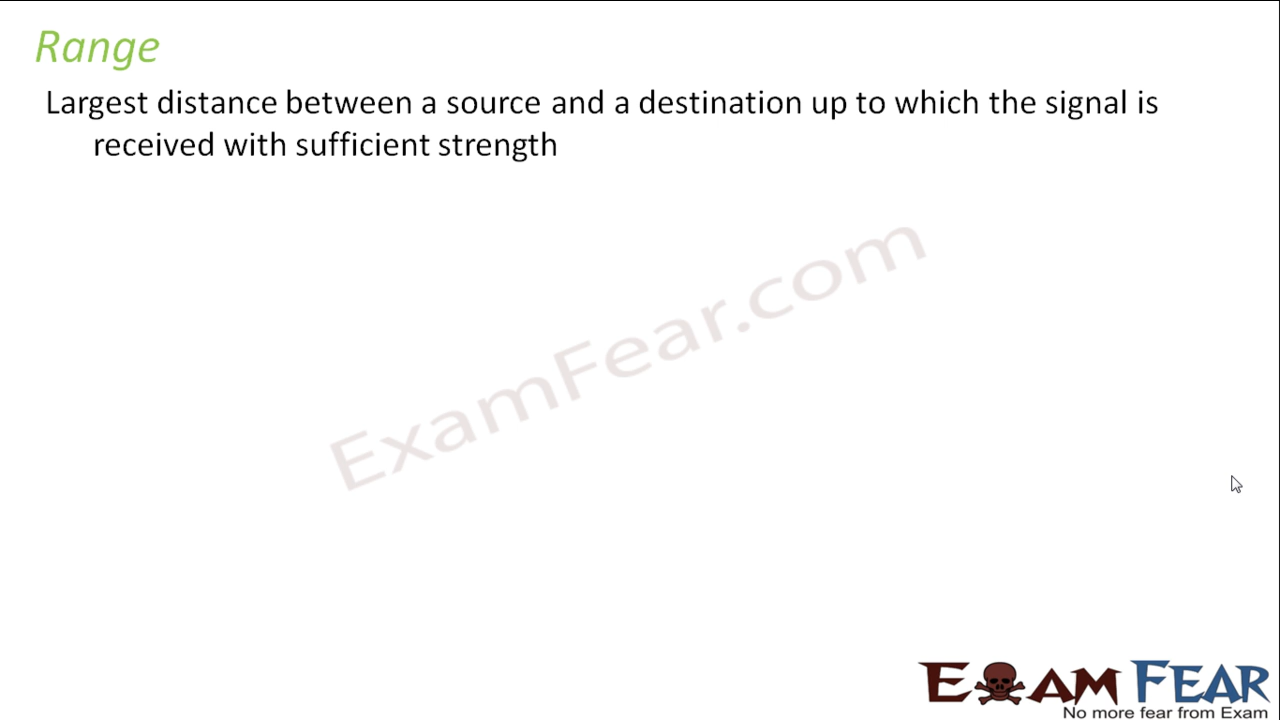 Range
Largest distance between a source and a destination up to which the signal is
received with sufficient strength
ExamFear.com
EXAM FEAR
No more fear from Exam